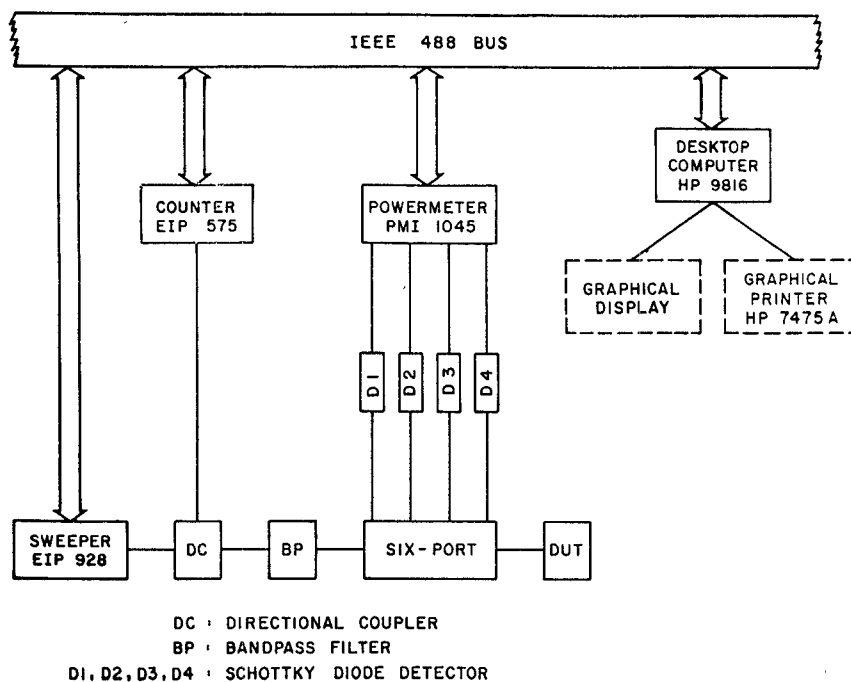 IEEE 488 BUS
DESKTOP
COMPUTER
HP 9816
COUNTER
EIP 575
POWERMETER
PMI 1045
GRAPHICAL
DISPLAY
GRAPHICAL
PRINTER
HP 7475A
D1
D2
D3
D4
SWEEPER
EIP 928
DC
BP
SIX-PORT
DUT
DC : DIRECTIONAL COUPLER
BP : BANDPASS FILTER
D1, D2, D3, D4 : SCHOTTKY DIODE DETECTOR